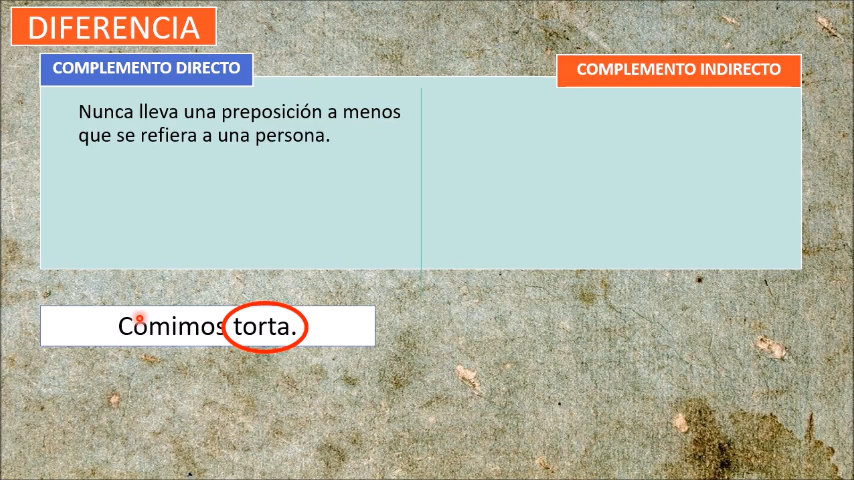 DIFERENCIA
COMPLEMENTO DIRECTO
COMPLEMENTO INDIRECTO
Nunca lleva una preposición a menos
que se refiera a una persona.
Comimos torta.